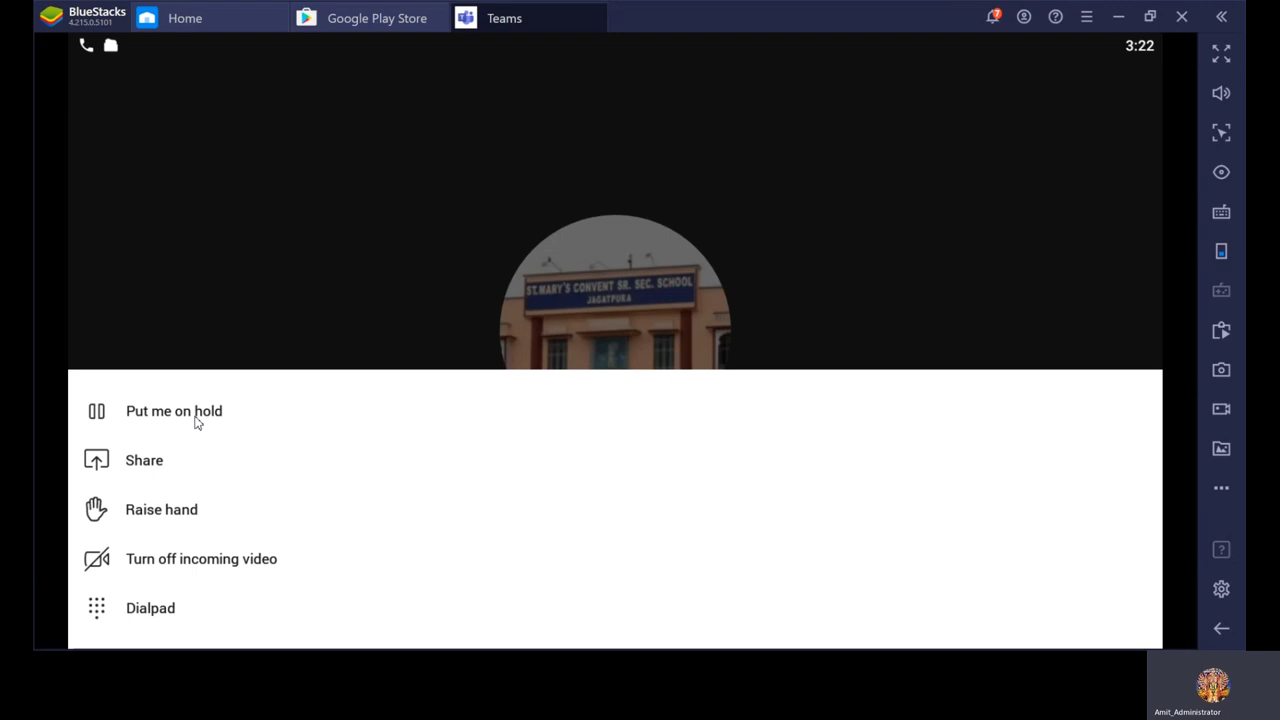 BlueStacks
4.215.0.5101
Home
Google Play Store
Teams
7
3:22
ST.MARY'S CONVENT SR. SEC. SCHOOL
JAGATPURA
Put me on hold
Share
Raise hand
Turn off incoming video
Dialpad
Amit_Administrator